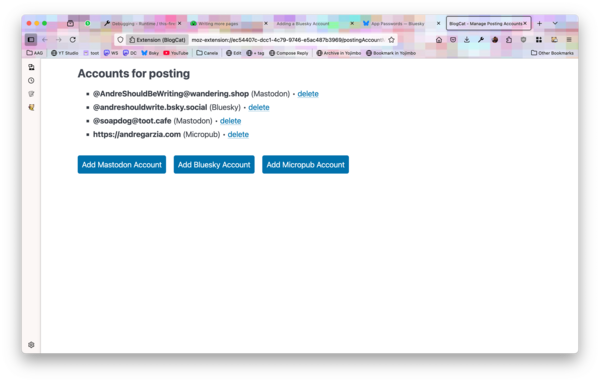 Debugging - Runtime / this fire
Writing more pages
Adding a Bluesky Account
App Passwords — Bluesky
BlogCat - Manage Posting Accounts
Extension (BlogCat)
moz-extension://ec54407c-dcc1-4c79-9746-e5ac487b3969/postingAccount
AAG
YT Studio
toot
WS
DC
Bsky
YouTube
Canela
Edit
+ tag
Compose Reply
Archive in Yojimbo
Bookmark in Yojimbo
Other Bookmarks
Accounts for posting
• @AndreShouldBeWriting@wandering.shop (Mastodon) • delete
• @andreshouldwrite.bsky.social (Bluesky) • delete
• @soapdog@toot.cafe (Mastodon) • delete
• https://andregarzia.com (Micropub) • delete
Add Mastodon Account
Add Bluesky Account
Add Micropub Account